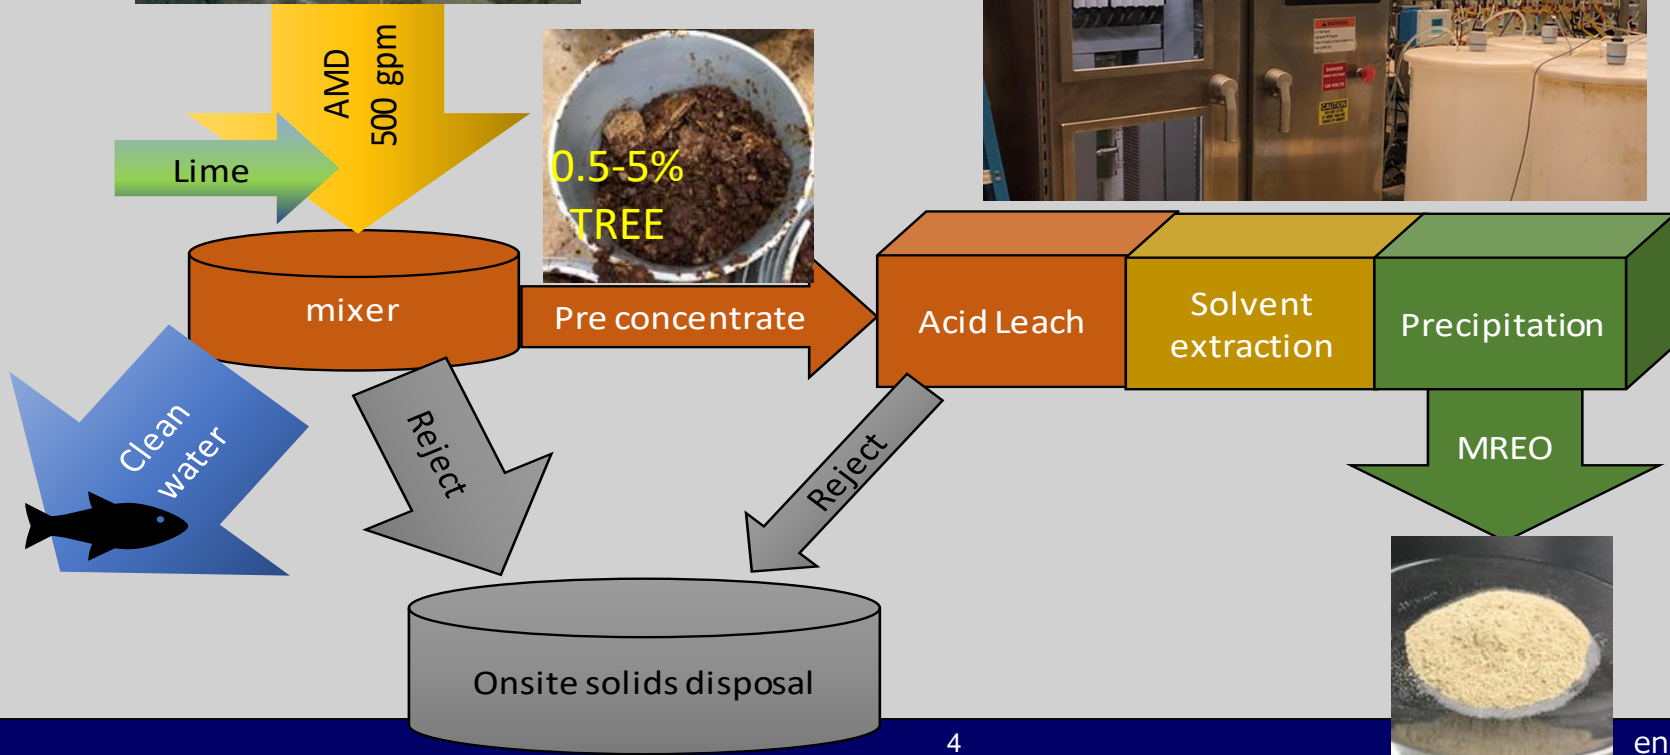 AMD
500 gpm
Lime
0.5-5%
TREE
mixer
Pre concentrate
Acid Leach
Solvent
extraction
Precipitation
Clean
water
Reject
Reject
MREO
Onsite solids disposal
4
en